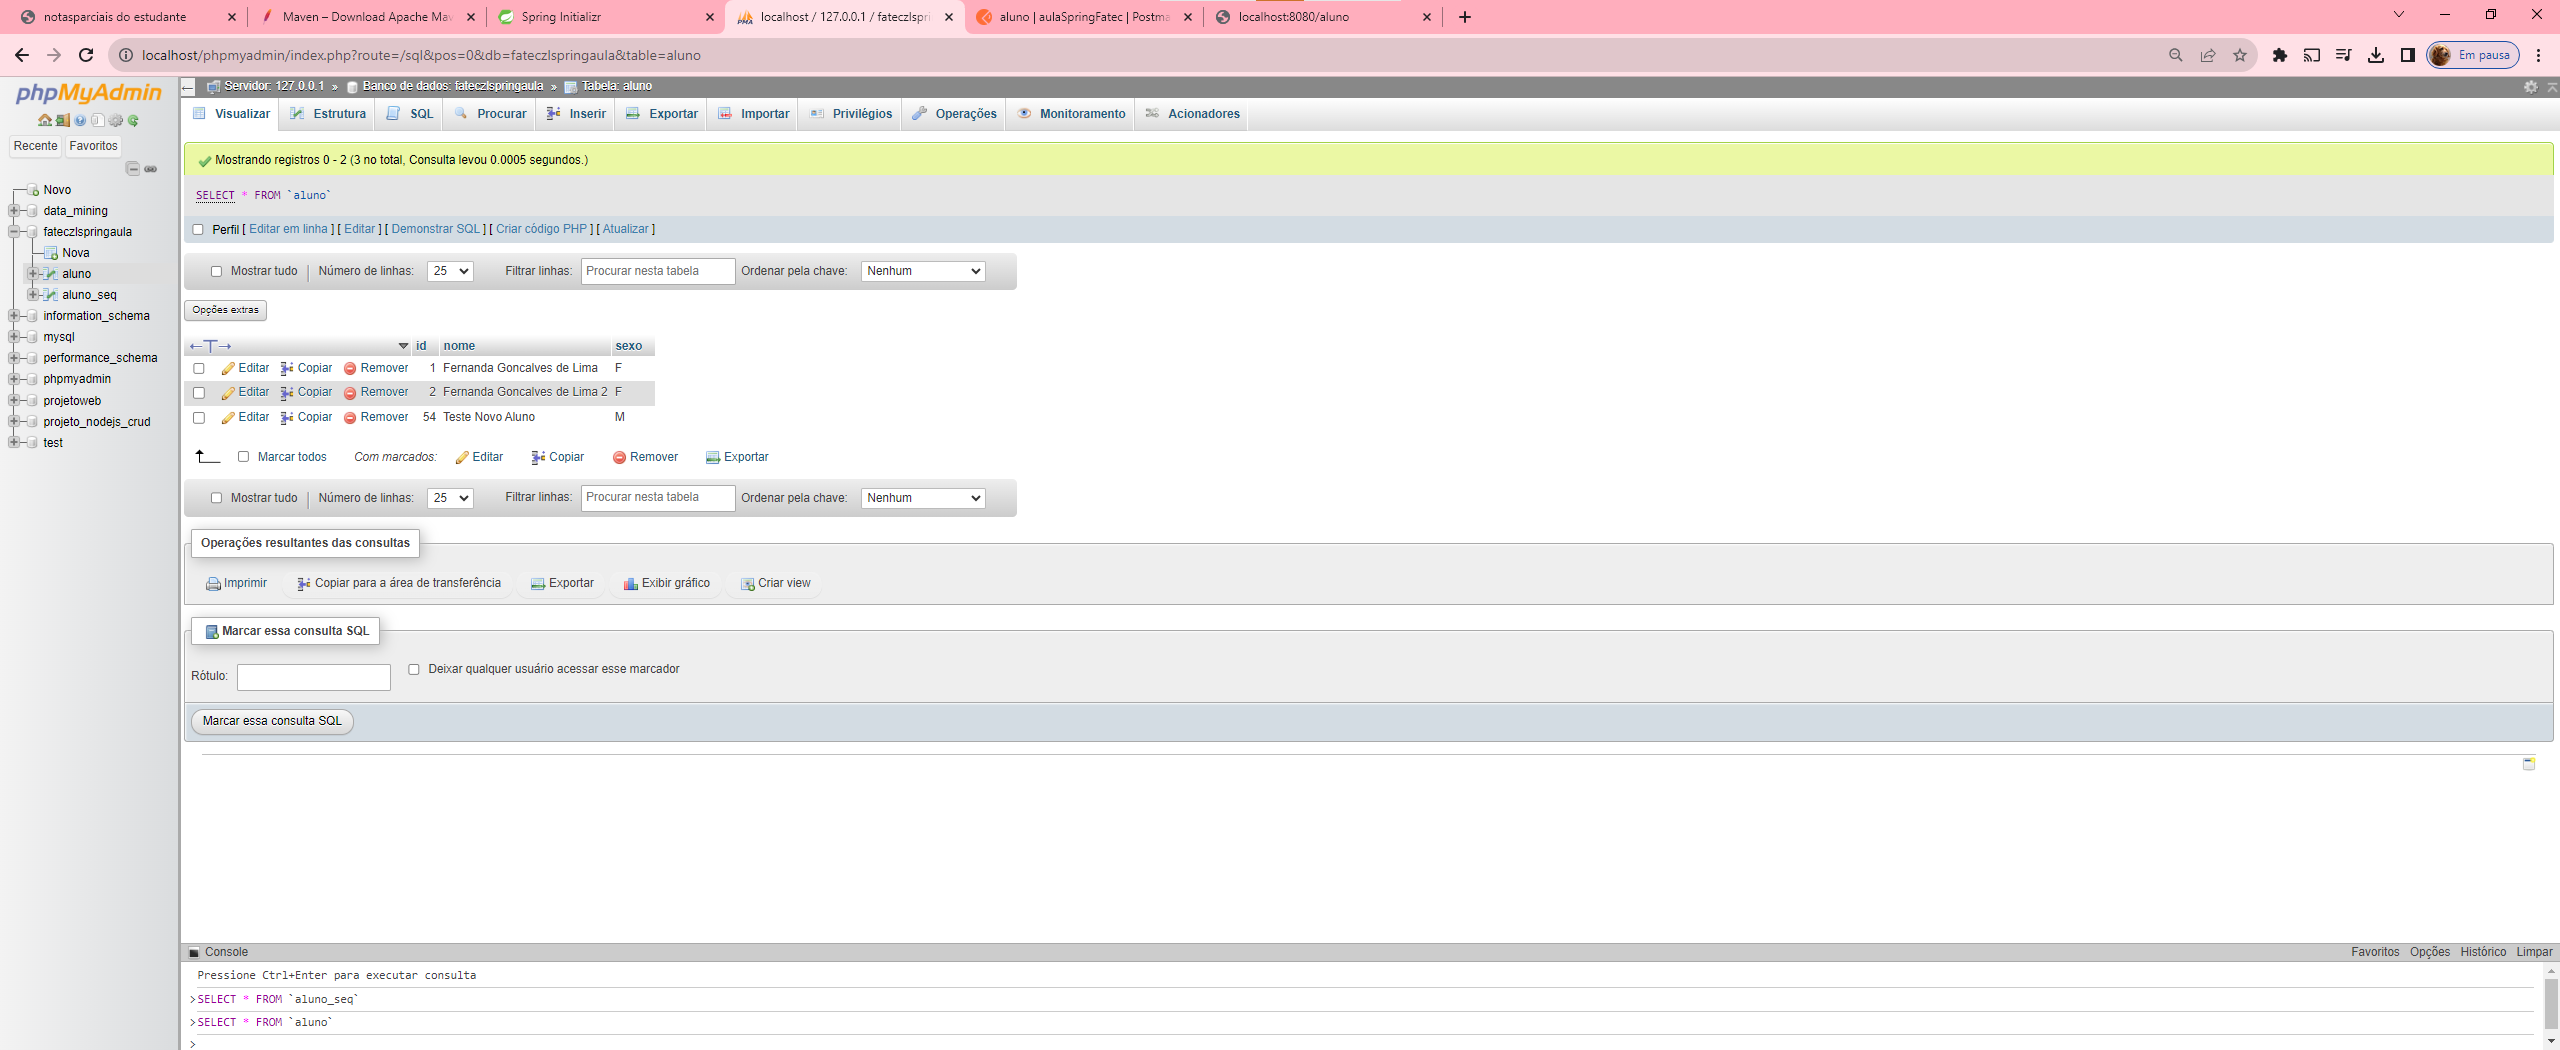 notasparciais do estudante
Maven – Download Apache Mav
Spring Initializr
localhost / 127.0.0.1 / fateczlspri
aluno | aulaSpringFatec | Postma
localhost:8080/aluno
localhost/phpmyadmin/index.php?route=/sql&pos=0&db=fateczlspringaula&table=aluno
Em pausa
phpMyAdmin
Recente Favoritos
Novo
data_mining
fateczlspringaula
Nova
aluno
aluno_seq
information_schema
mysql
performance_schema
phpmyadmin
projetoweb
projeto_nodejs_crud
test
Servidor: 127.0.0.1 » Banco de dados: fateczlspringaula » Tabela: aluno
Visualizar Estrutura SQL Procurar Inserir Exportar Importar Privilégios Operações Monitoramento Acionadores
Mostrando registros 0 - 2 (3 no total, Consulta levou 0.0005 segundos.)
SELECT * FROM `aluno`
Perfil [ Editar em linha ] [ Editar ] [ Demonstrar SQL ] [ Criar código PHP ] [ Atualizar ]
Mostrar tudo Número de linhas: 25 Filtrar linhas: Procurar nesta tabela Ordenar pela chave: Nenhum
Opções extras
←T→ id nome sexo
Editar Copiar Remover 1 Fernanda Goncalves de Lima F
Editar Copiar Remover 2 Fernanda Goncalves de Lima 2 F
Editar Copiar Remover 54 Teste Novo Aluno M
Marcar todos Com marcados: Editar Copiar Remover Exportar
Mostrar tudo Número de linhas: 25 Filtrar linhas: Procurar nesta tabela Ordenar pela chave: Nenhum
Operações resultantes das consultas
Imprimir Copiar para a área de transferência Exportar Exibir gráfico Criar view
Marcar essa consulta SQL
Rótulo: Deixar qualquer usuário acessar esse marcador
Marcar essa consulta SQL
Console Favoritos Opções Histórico Limpar
Pressione Ctrl+Enter para executar consulta
>SELECT * FROM `aluno_seq`
>SELECT * FROM `aluno`
>